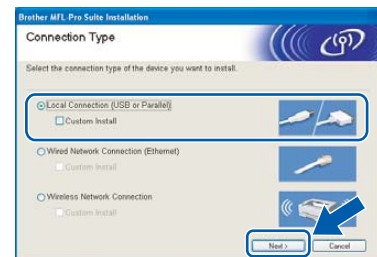 Brother MFL-Pro Suite Installation
Connection Type
Select the connection type of the device you want to install.
Local Connection (USB or Parallel)
Custom Install
Wired Network Connection (Ethernet)
Custom Install
Wireless Network Connection
Custom Install
Next >
Cancel